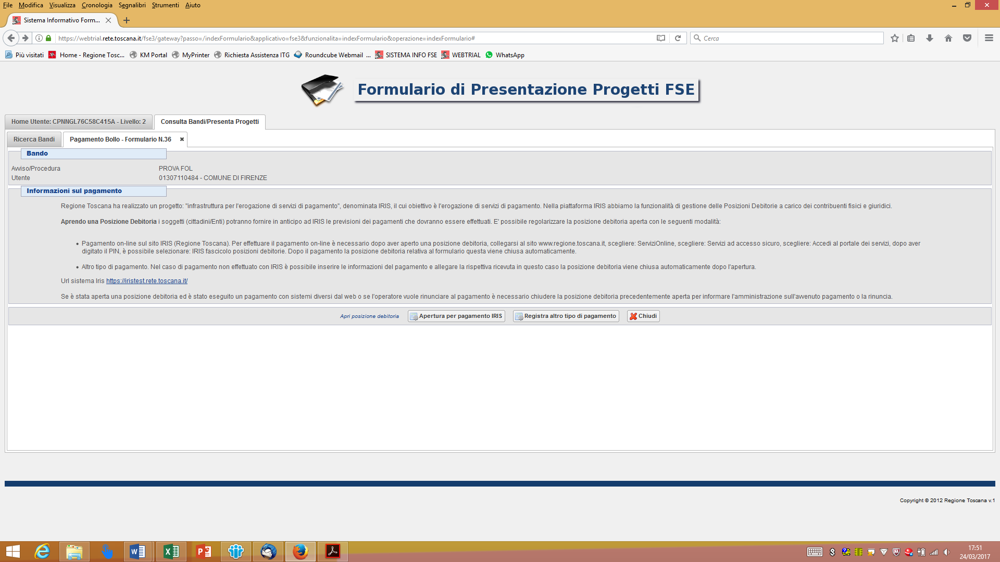 File Modifica Visualizza Cronologia Segnalibri Strumenti Aiuto
Sistema Informativo Form...
https://webtrial.rete.toscana.it/fse3/gateway?passo=/indexFormulario&applicativo=fse3&funzionalita=indexFormulario&operazione=indexFormulario#
Cerca
Più visitati Home - Regione Tosc... KM Portal MyPrinter Richiesta Assistenza ITG Roundcube Webmail ... SISTEMA INFO FSE WEBTRIAL WhatsApp
Formulario di Presentazione Progetti FSE
Home Utente: CPNNGL76C58C415A - Livello: 2 Consulta Bandi/Presenta Progetti
Ricerca Bandi Pagamento Bollo - Formulario N.36
Bando
Avviso/Procedura PROVA FOL
Utente 01307110484 - COMUNE DI FIRENZE
Informazioni sul pagamento
Regione Toscana ha realizzato un progetto: "infrastruttura per l'erogazione di servizi di pagamento", denominata IRIS, il cui obiettivo è l'erogazione di servizi di pagamento. Nella piattaforma IRIS abbiamo la funzionalità di gestione delle Posizioni Debitorie a carico dei contribuenti fisici e giuridici.
Aprendo una Posizione Debitoria i soggetti (cittadini/Enti) potranno fornire in anticipo ad IRIS le previsioni dei pagamenti che dovranno essere effettuati. E' possibile regolarizzare la posizione debitoria aperta con le seguenti modalità:
• Pagamento on-line sul sito IRIS (Regione Toscana). Per effettuare il pagamento on-line è necessario dopo aver aperto una posizione debitoria, collegarsi al sito www.regione.toscana.it, scegliere: ServiziOnline, scegliere: Servizi ad accesso sicuro, scegliere: Accedi al portale dei servizi, dopo aver
digitato il PIN, è possibile selezionare: IRIS fascicolo posizioni debitorie. Dopo il pagamento la posizione debitoria relativa al formulario questa viene chiusa automaticamente.
• Altro tipo di pagamento. Nel caso di pagamento non effettuato con IRIS è possibile inserire le informazioni del pagamento e allegare la rispettiva ricevuta in questo caso la posizione debitoria viene chiusa automaticamente dopo l'apertura.
Url sistema Iris https://iristest.rete.toscana.it/
Se è stata aperta una posizione debitoria ed è stato eseguito un pagamento con sistemi diversi dal web o se l'operatore vuole rinunciare al pagamento è necessario chiudere la posizione debitoria precedentemente aperta per informare l'amministrazione sull'avvenuto pagamento o la rinuncia.
Apri posizione debitoria Apertura per pagamento IRIS Registra altro tipo di pagamento Chiudi
Copyright © 2012 Regione Toscana v.1
17:51
24/03/2017